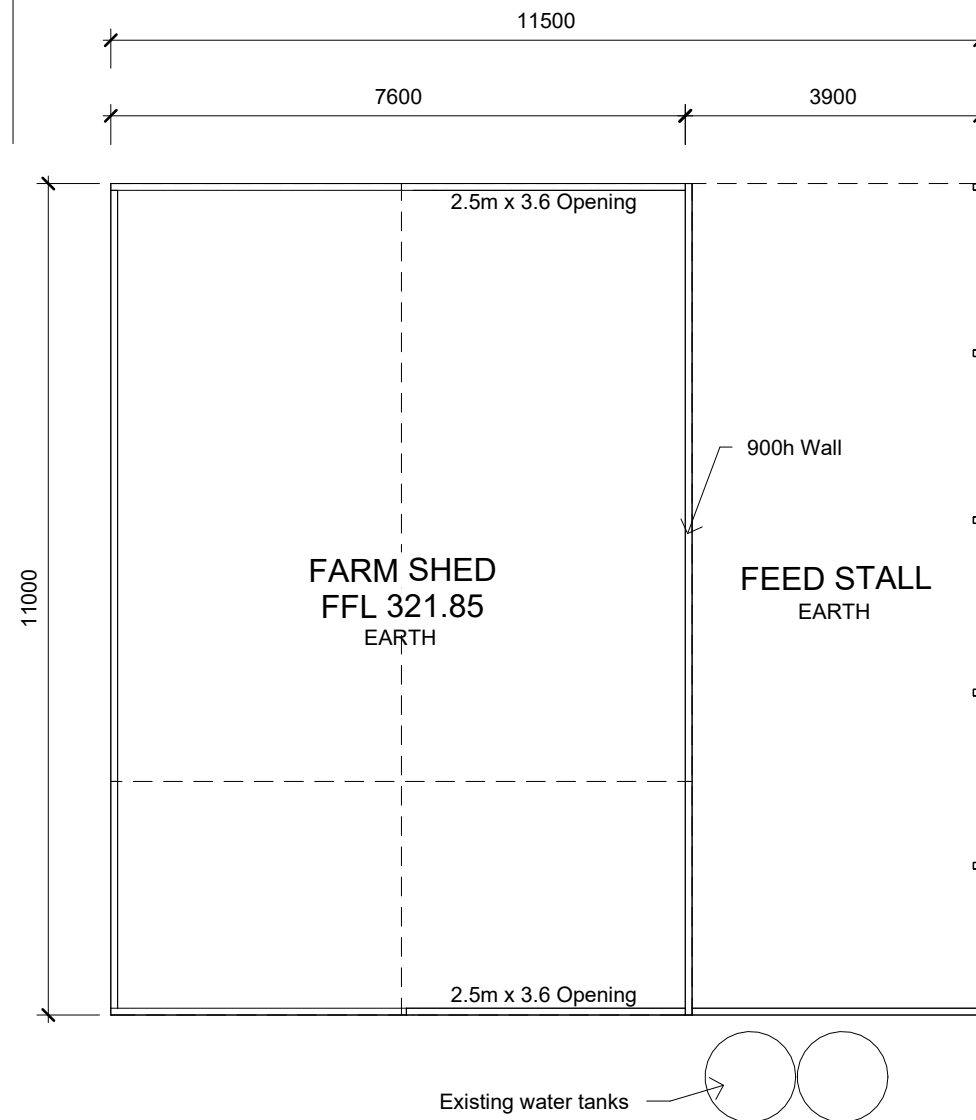 11500
7600
3900
2.5m x 3.6 Opening
900h Wall
11000
FARM SHED
FFL 321.85
EARTH
FEED STALL
EARTH
2.5m x 3.6 Opening
Existing water tanks